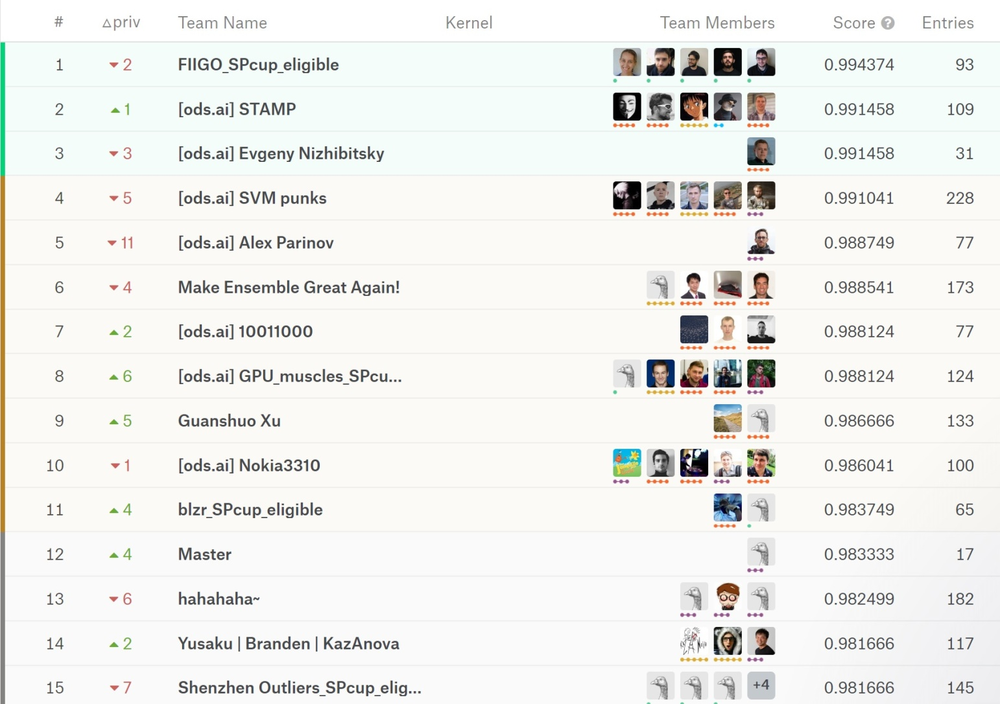 # △priv Team Name Kernel Team Members Score ? Entries
1 ▼ 2 FIIGO_SPcup_eligible 0.994374 93
2 ▲ 1 [ods.ai] STAMP 0.991458 109
3 ▼ 3 [ods.ai] Evgeny Nizhibitsky 0.991458 31
4 ▼ 5 [ods.ai] SVM punks 0.991041 228
5 ▼ 11 [ods.ai] Alex Parinov 0.988749 77
6 ▼ 4 Make Ensemble Great Again! 0.988541 173
7 ▲ 2 [ods.ai] 10011000 0.988124 77
8 ▲ 6 [ods.ai] GPU_muscles_SPcu... 0.988124 124
9 ▲ 5 Guanshuo Xu 0.986666 133
10 ▼ 1 [ods.ai] Nokia3310 0.986041 100
11 ▲ 4 blzr_SPcup_eligible 0.983749 65
12 ▲ 4 Master 0.983333 17
13 ▼ 6 hahahaha~ 0.982499 182
14 ▲ 2 Yusaku | Branden | KazAnova 0.981666 117
15 ▼ 7 Shenzhen Outliers_SPcup_elig... +4 0.981666 145